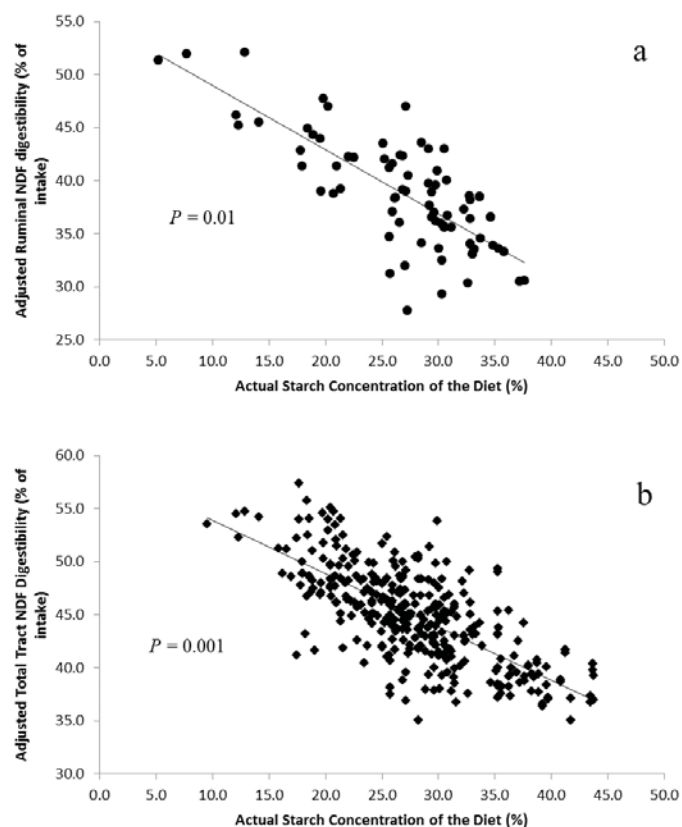 a
Adjusted Ruminal NDF digestibility (% of
intake)
55.0
50.0
45.0
40.0
35.0
30.0
25.0
P = 0.01
0.0 5.0 10.0 15.0 20.0 25.0 30.0 35.0 40.0 45.0 50.0
Actual Starch Concentration of the Diet (%)
b
Adjusted Total Tract NDF Digestibility (% of
intake)
60.0
55.0
50.0
45.0
40.0
35.0
30.0
P = 0.001
0.0 5.0 10.0 15.0 20.0 25.0 30.0 35.0 40.0 45.0 50.0
Actual Starch Concentration of the Diet (%)